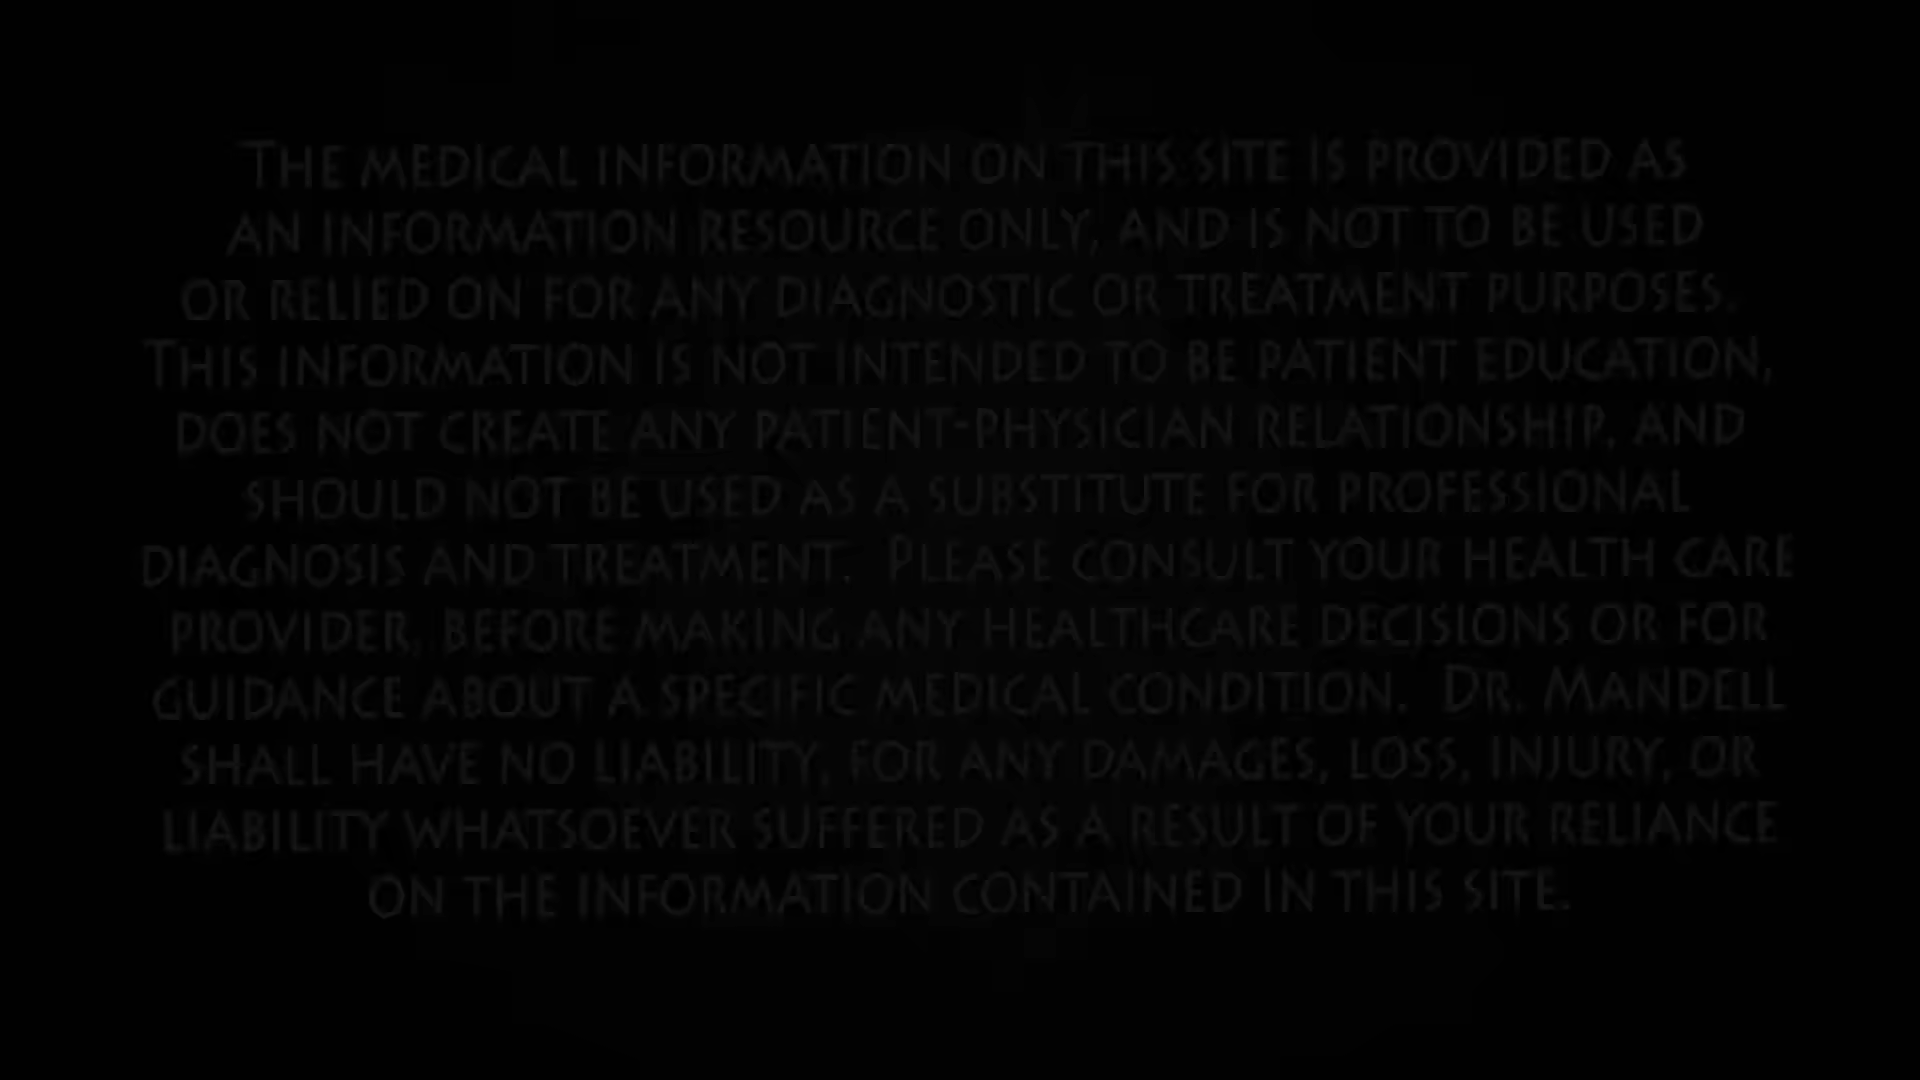 The medical information on this site is provided as
an information resource only, and is not to be used
or relied on for any diagnostic or treatment purposes.
This information is not intended to be patient education,
does not create any patient-physician relationship, and
should not be used as a substitute for professional
diagnosis and treatment. Please consult your health care
provider, before making any healthcare decisions or for
guidance about a specific medical condition. Dr. Mandell
shall have no liability, for any damages, loss, injury, or
liability whatsoever suffered as a result of your reliance
on the information contained in this site.